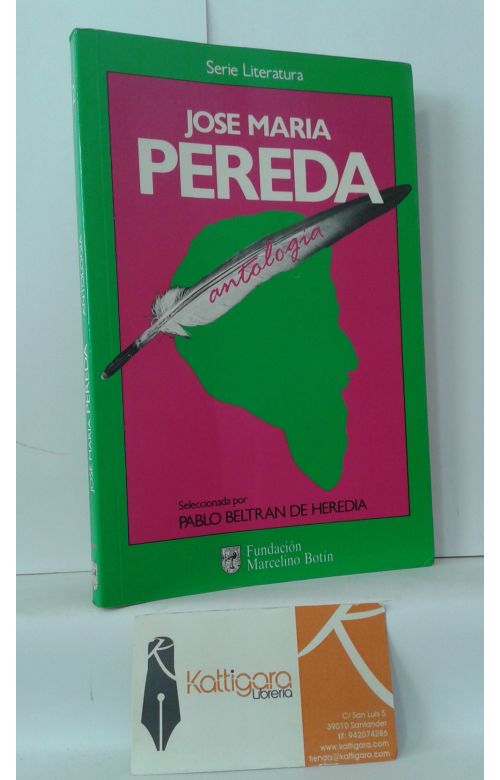 Serie Literatura
JOSE MARIA
PEREDA
antología
Seleccionada por
PABLO BELTRAN DE HEREDIA
Fundación
Marcelino Botín
JOSE MARIA PEREDA ANTOLOGIA
Kattigara
Librería
C/ San Luis 5
39010 Santander
tlf: 942074286
www.kattigara.com
tienda@kattigara.com